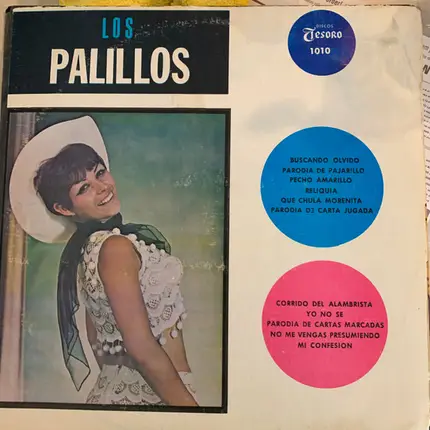 LOS
PALILLOS
DISCOS
Tesoro
1010
BUSCANDO OLVIDO
PARODIA DE PAJARILLO
PECHO AMARILLO
RELIQUIA
QUE CHULA MORENITA
PARODIA DE CARTA JUGADA
CORRIDO DEL ALAMBRISTA
YO NO SE
PARODIA DE CARTAS MARCADAS
NO ME VENGAS PRESUMIENDO
MI CONFESION